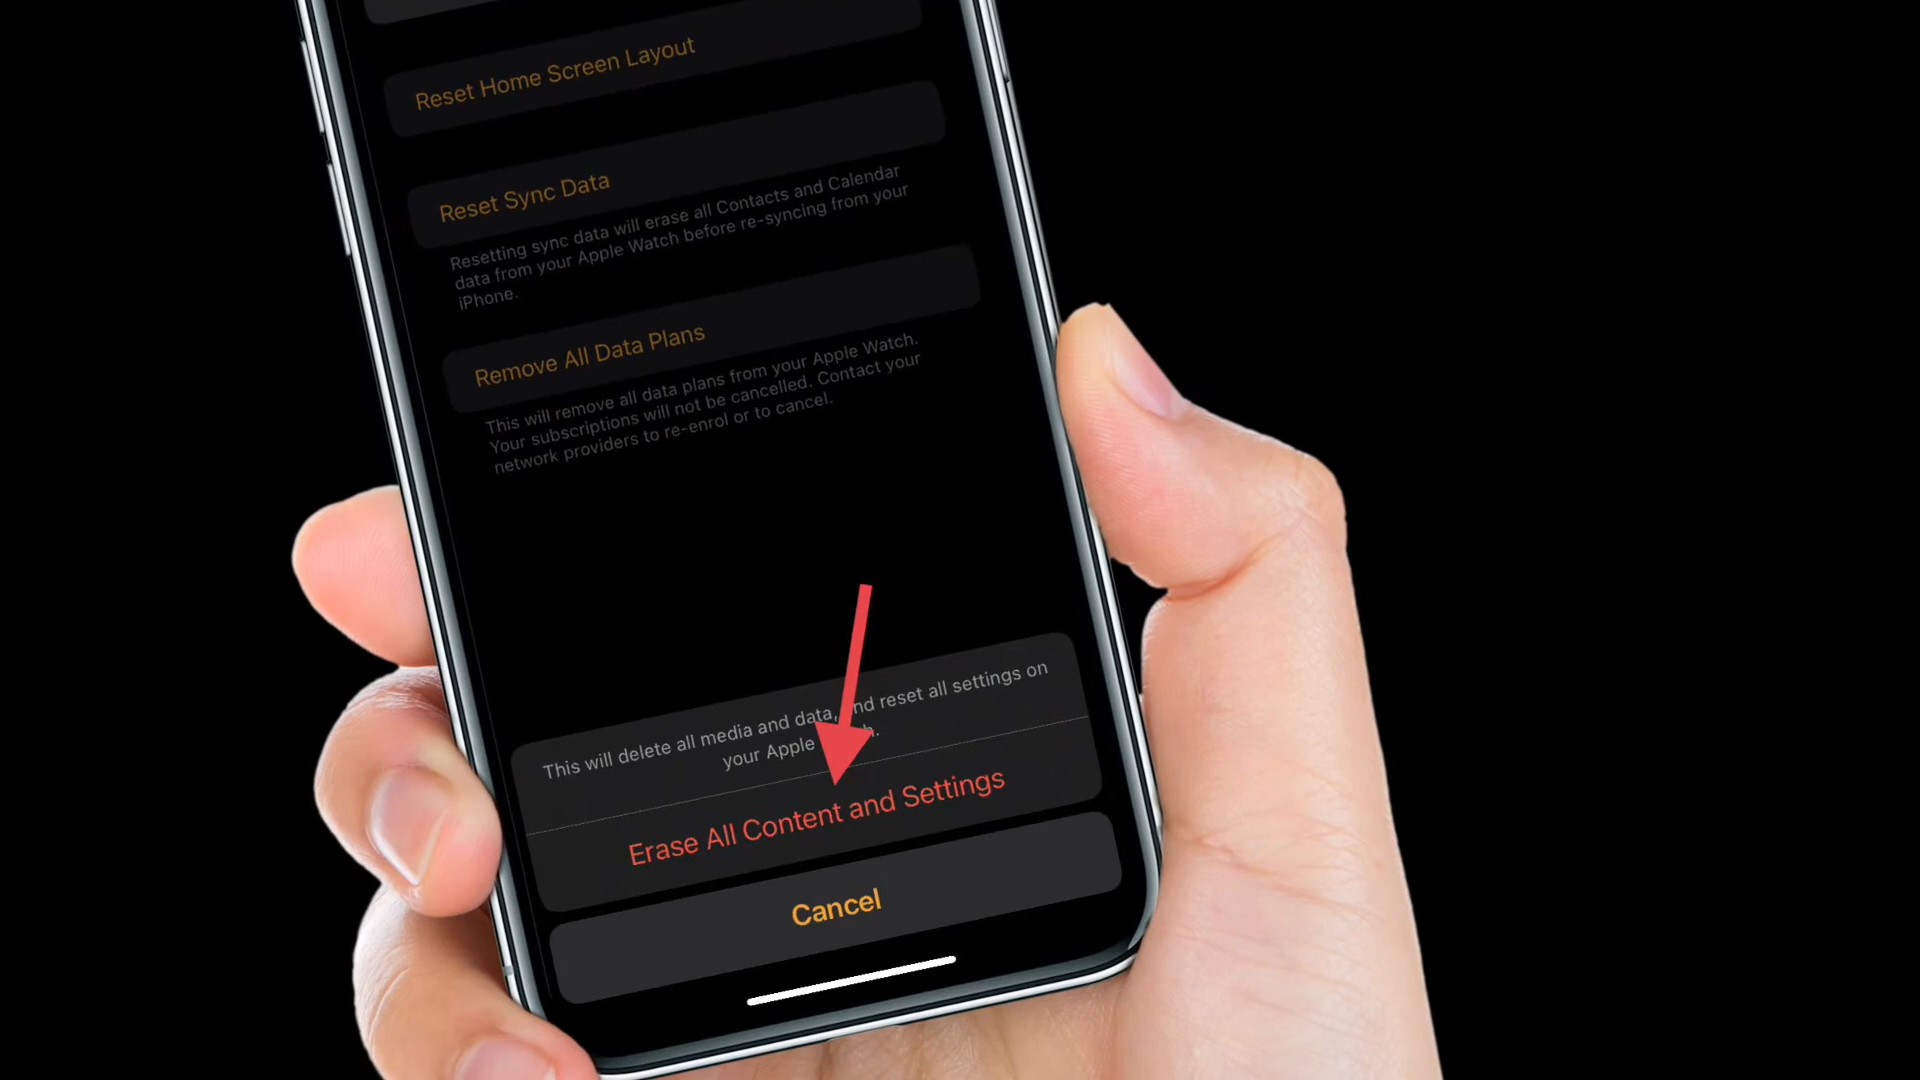 Reset Home Screen Layout
Reset Sync Data
Resetting sync data will erase all Contacts and Calendar
data from your Apple Watch before re-syncing from your
iPhone.
Remove All Data Plans
This will remove all data plans from your Apple Watch.
Your subscriptions will not be cancelled. Contact your
network providers to re-enrol or to cancel.
This will delete all media and data, and reset all settings on
your Apple
Erase All Content and Settings
Cancel